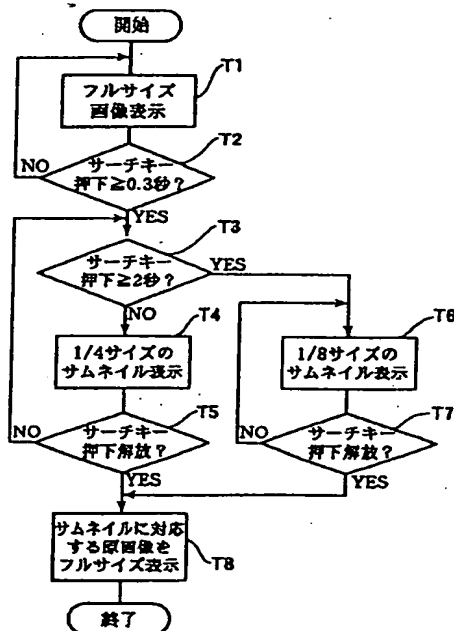 開始
T1
フルサイズ
画像表示
T2
サーチキー
押下≧0.3秒?
NO
YES
T3
サーチキー
押下≧2秒?
YES
NO
T4
1/4サイズの
サムネイル表示
T6
1/8サイズの
サムネイル表示
T5
サーチキー
押下解放?
NO
YES
T7
サーチキー
押下解放?
NO
YES
サムネイルに対応
する原画像を
フルサイズ表示
T8
終了